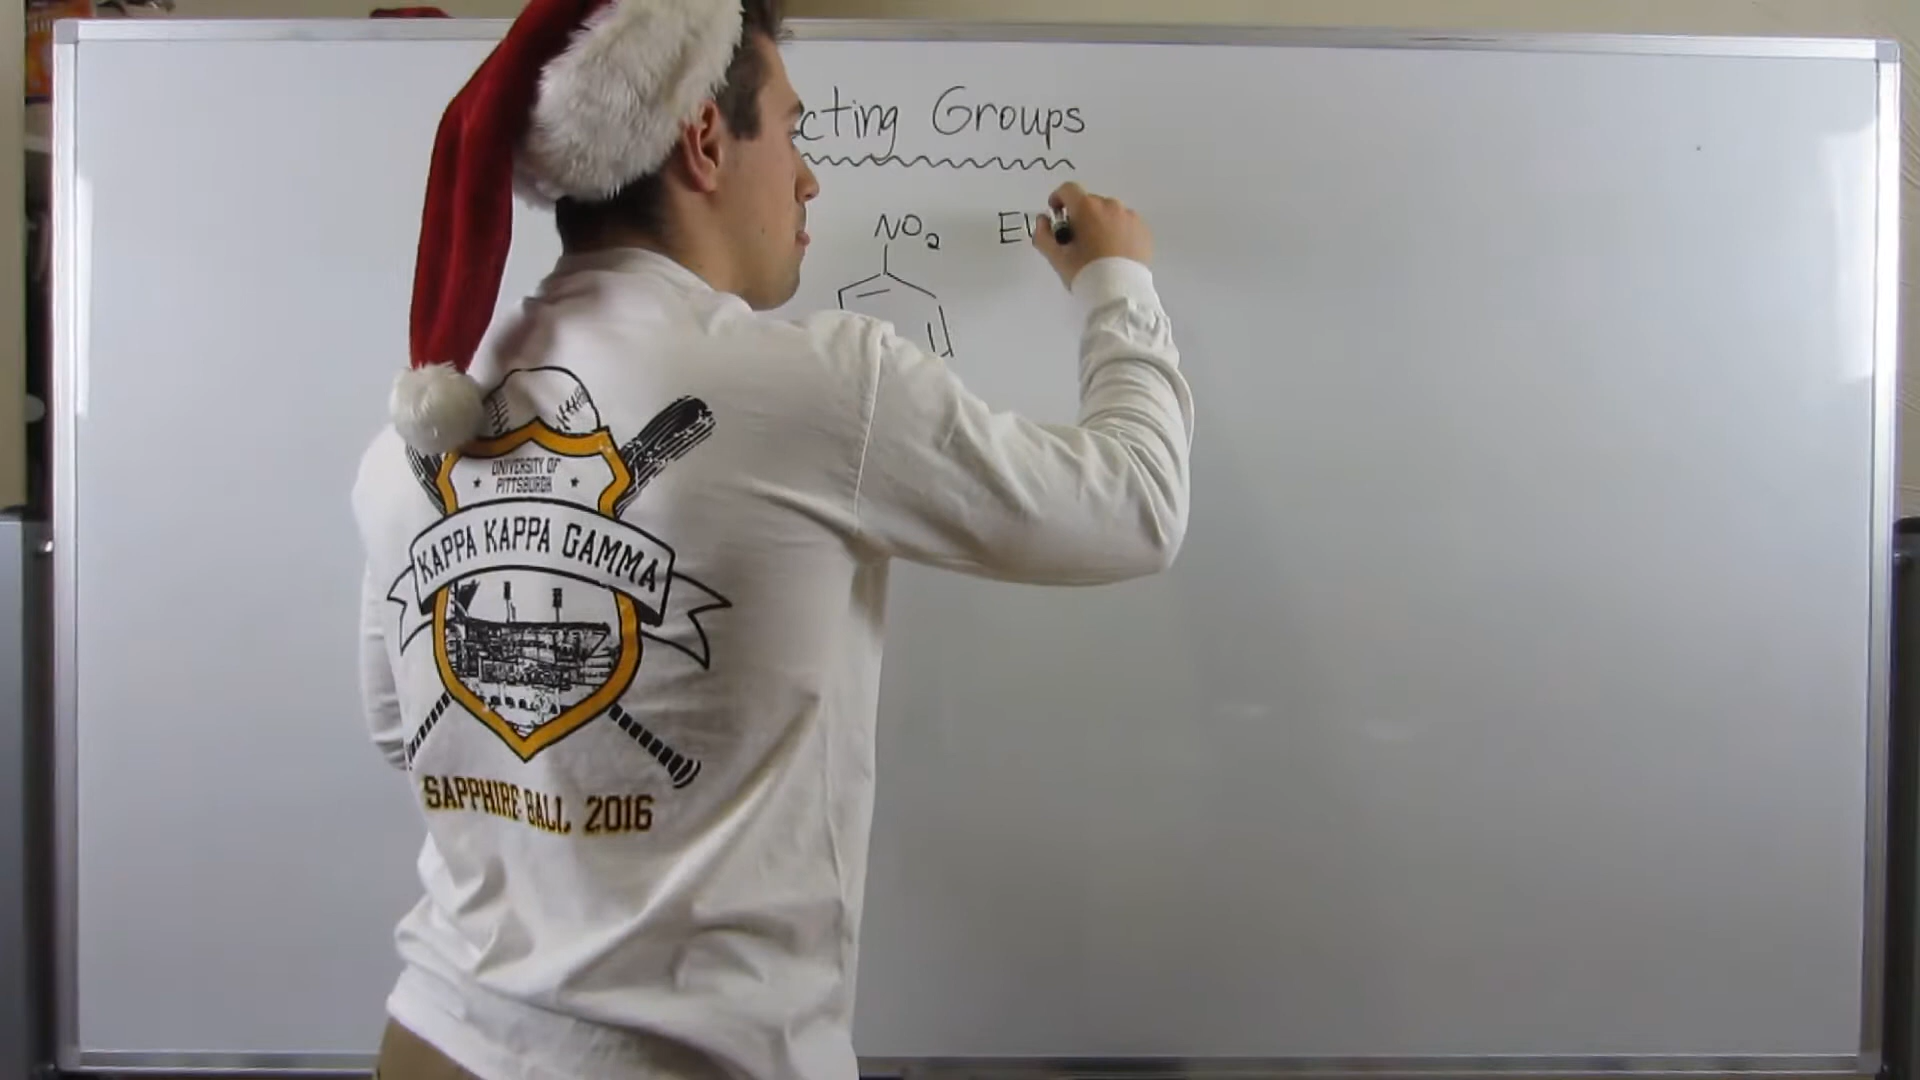 cting Groups
NO2
E
UNIVERSITY OF
PITTSBURGH
KAPPA KAPPA GAMMA
SAPPHIRE BALL 2016